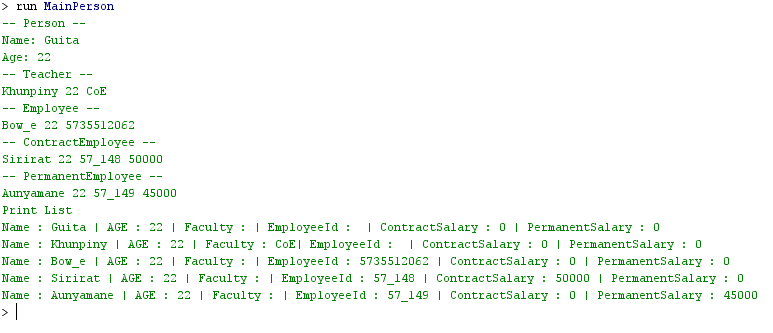 > run MainPerson
-- Person --
Name: Guita
Age: 22
-- Teacher --
Khunpiny 22 CoE
-- Employee --
Bow_e 22 5735512062
-- ContractEmployee --
Sirirat 22 57_148 50000
-- PermanentEmployee --
Aunyamane 22 57_149 45000
Print List
Name : Guita | AGE : 22 | Faculty : | EmployeeId :  | ContractSalary : 0 | PermanentSalary : 0
Name : Khunpiny | AGE : 22 | Faculty : CoE| EmployeeId :  | ContractSalary : 0 | PermanentSalary : 0
Name : Bow_e | AGE : 22 | Faculty : | EmployeeId : 5735512062 | ContractSalary : 0 | PermanentSalary : 0
Name : Sirirat | AGE : 22 | Faculty : | EmployeeId : 57_148 | ContractSalary : 50000 | PermanentSalary : 0
Name : Aunyamane | AGE : 22 | Faculty : | EmployeeId : 57_149 | ContractSalary : 0 | PermanentSalary : 45000
>